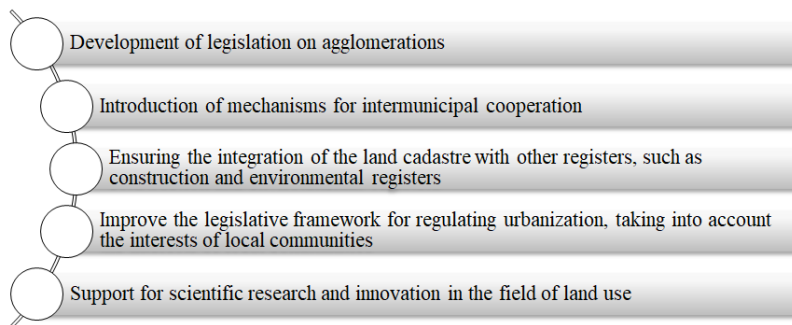 Development of legislation on agglomerations
Introduction of mechanisms for intermunicipal cooperation
Ensuring the integration of the land cadastre with other registers, such as
construction and environmental registers
Improve the legislative framework for regulating urbanization, taking into account
the interests of local communities
Support for scientific research and innovation in the field of land use